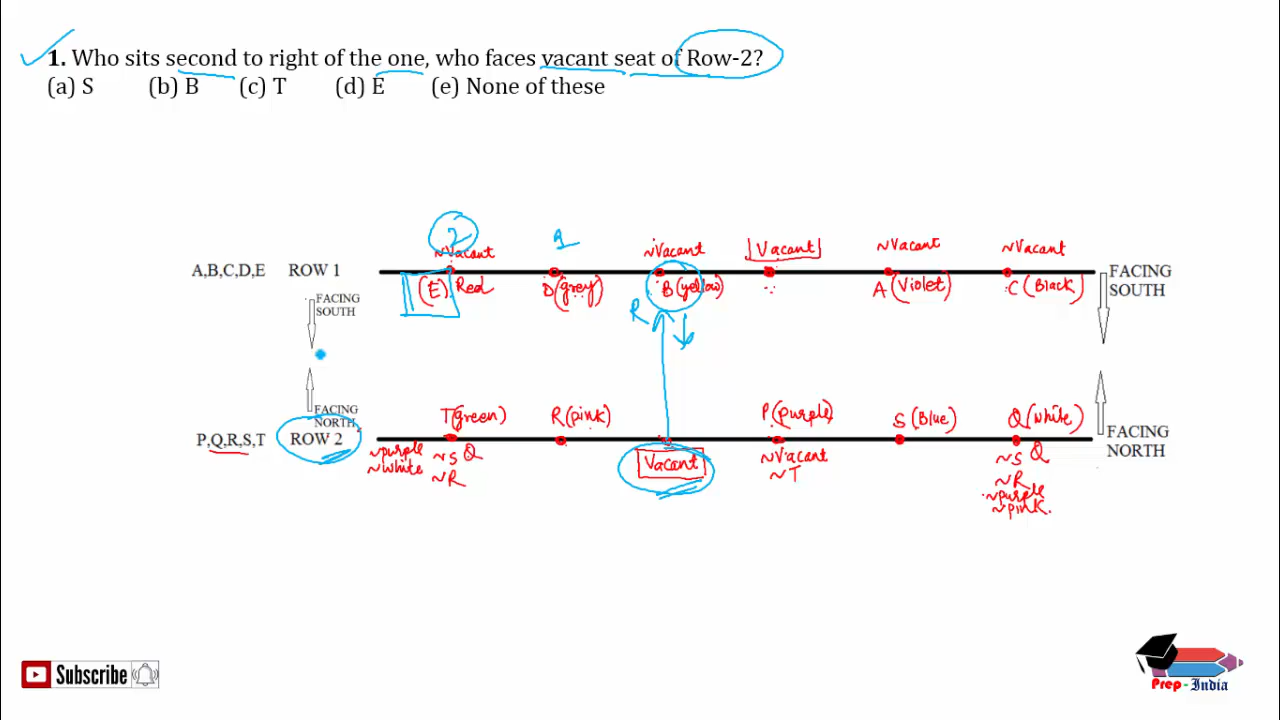 1. Who sits second to right of the one, who faces vacant seat of Row-2?
(a) S (b) B (c) T (d) E (e) None of these
2 1
~Vacant ~Vacant Vacant ~Vacant ~Vacant
A,B,C,D,E ROW 1 FACING SOUTH
(E) Red D(grey) B(yellow) A(Violet) C(Black)
FACING SOUTH
R
FACING NORTH
T(green) R(pink) P(purple) S(Blue) Q(white)
P,Q,R,S,T ROW 2 FACING NORTH
~purple ~S Q Vacant ~Vacant ~S Q
~white ~R ~T ~R
~purple
~pink.
Subscribe
Prep-India